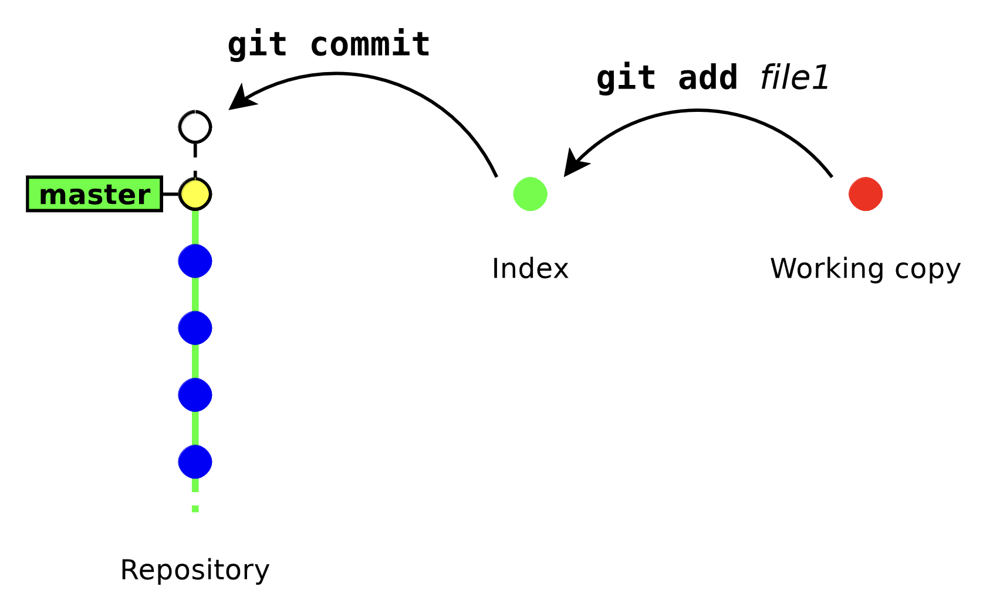 git commit
git add file1
master
Index
Working copy
Repository